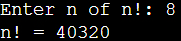 Enter n of n!: 8
n! = 40320